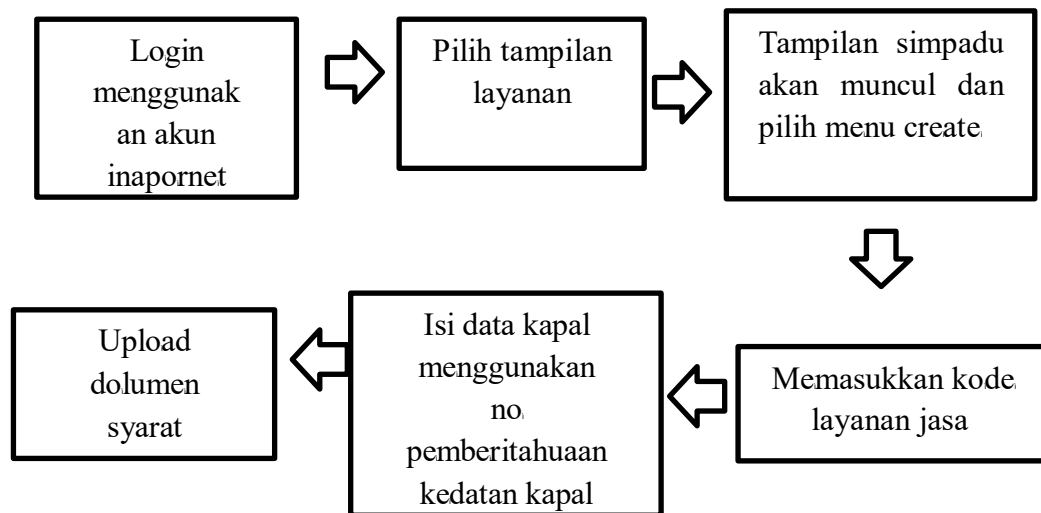 Login
menggunak
an akun
inapornet
Pilih tampilan
layanan
Tampilan simpadu
akan muncul dan
pilih menu create
Memasukkan kode
layanan jasa
Isi data kapal
menggunakan
no
pemberitahuaan
kedatan kapal
Upload
dolumen
syarat